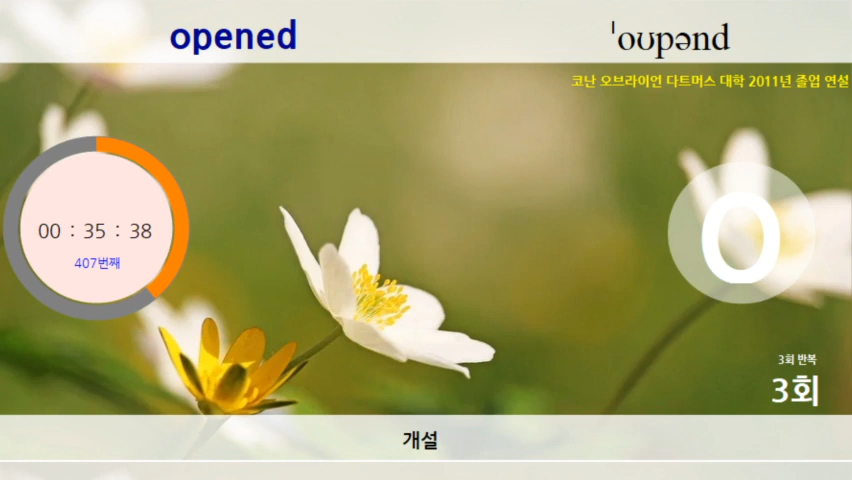 opened
ˈoʊpənd
코난 오브라이언 다트머스 대학 2011년 졸업 연설
00 : 35 : 38
407번째
O
3회 반복
3회
개설